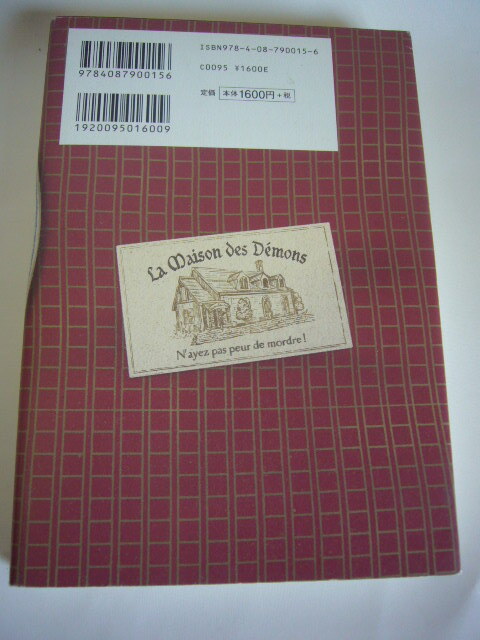 ISBN978-4-08-790015-6
9784087900156
C0095 ¥1600E
定価 本体1600円+税
1920095016009
La Maison des Démons
N'ayez pas peur de mordre!